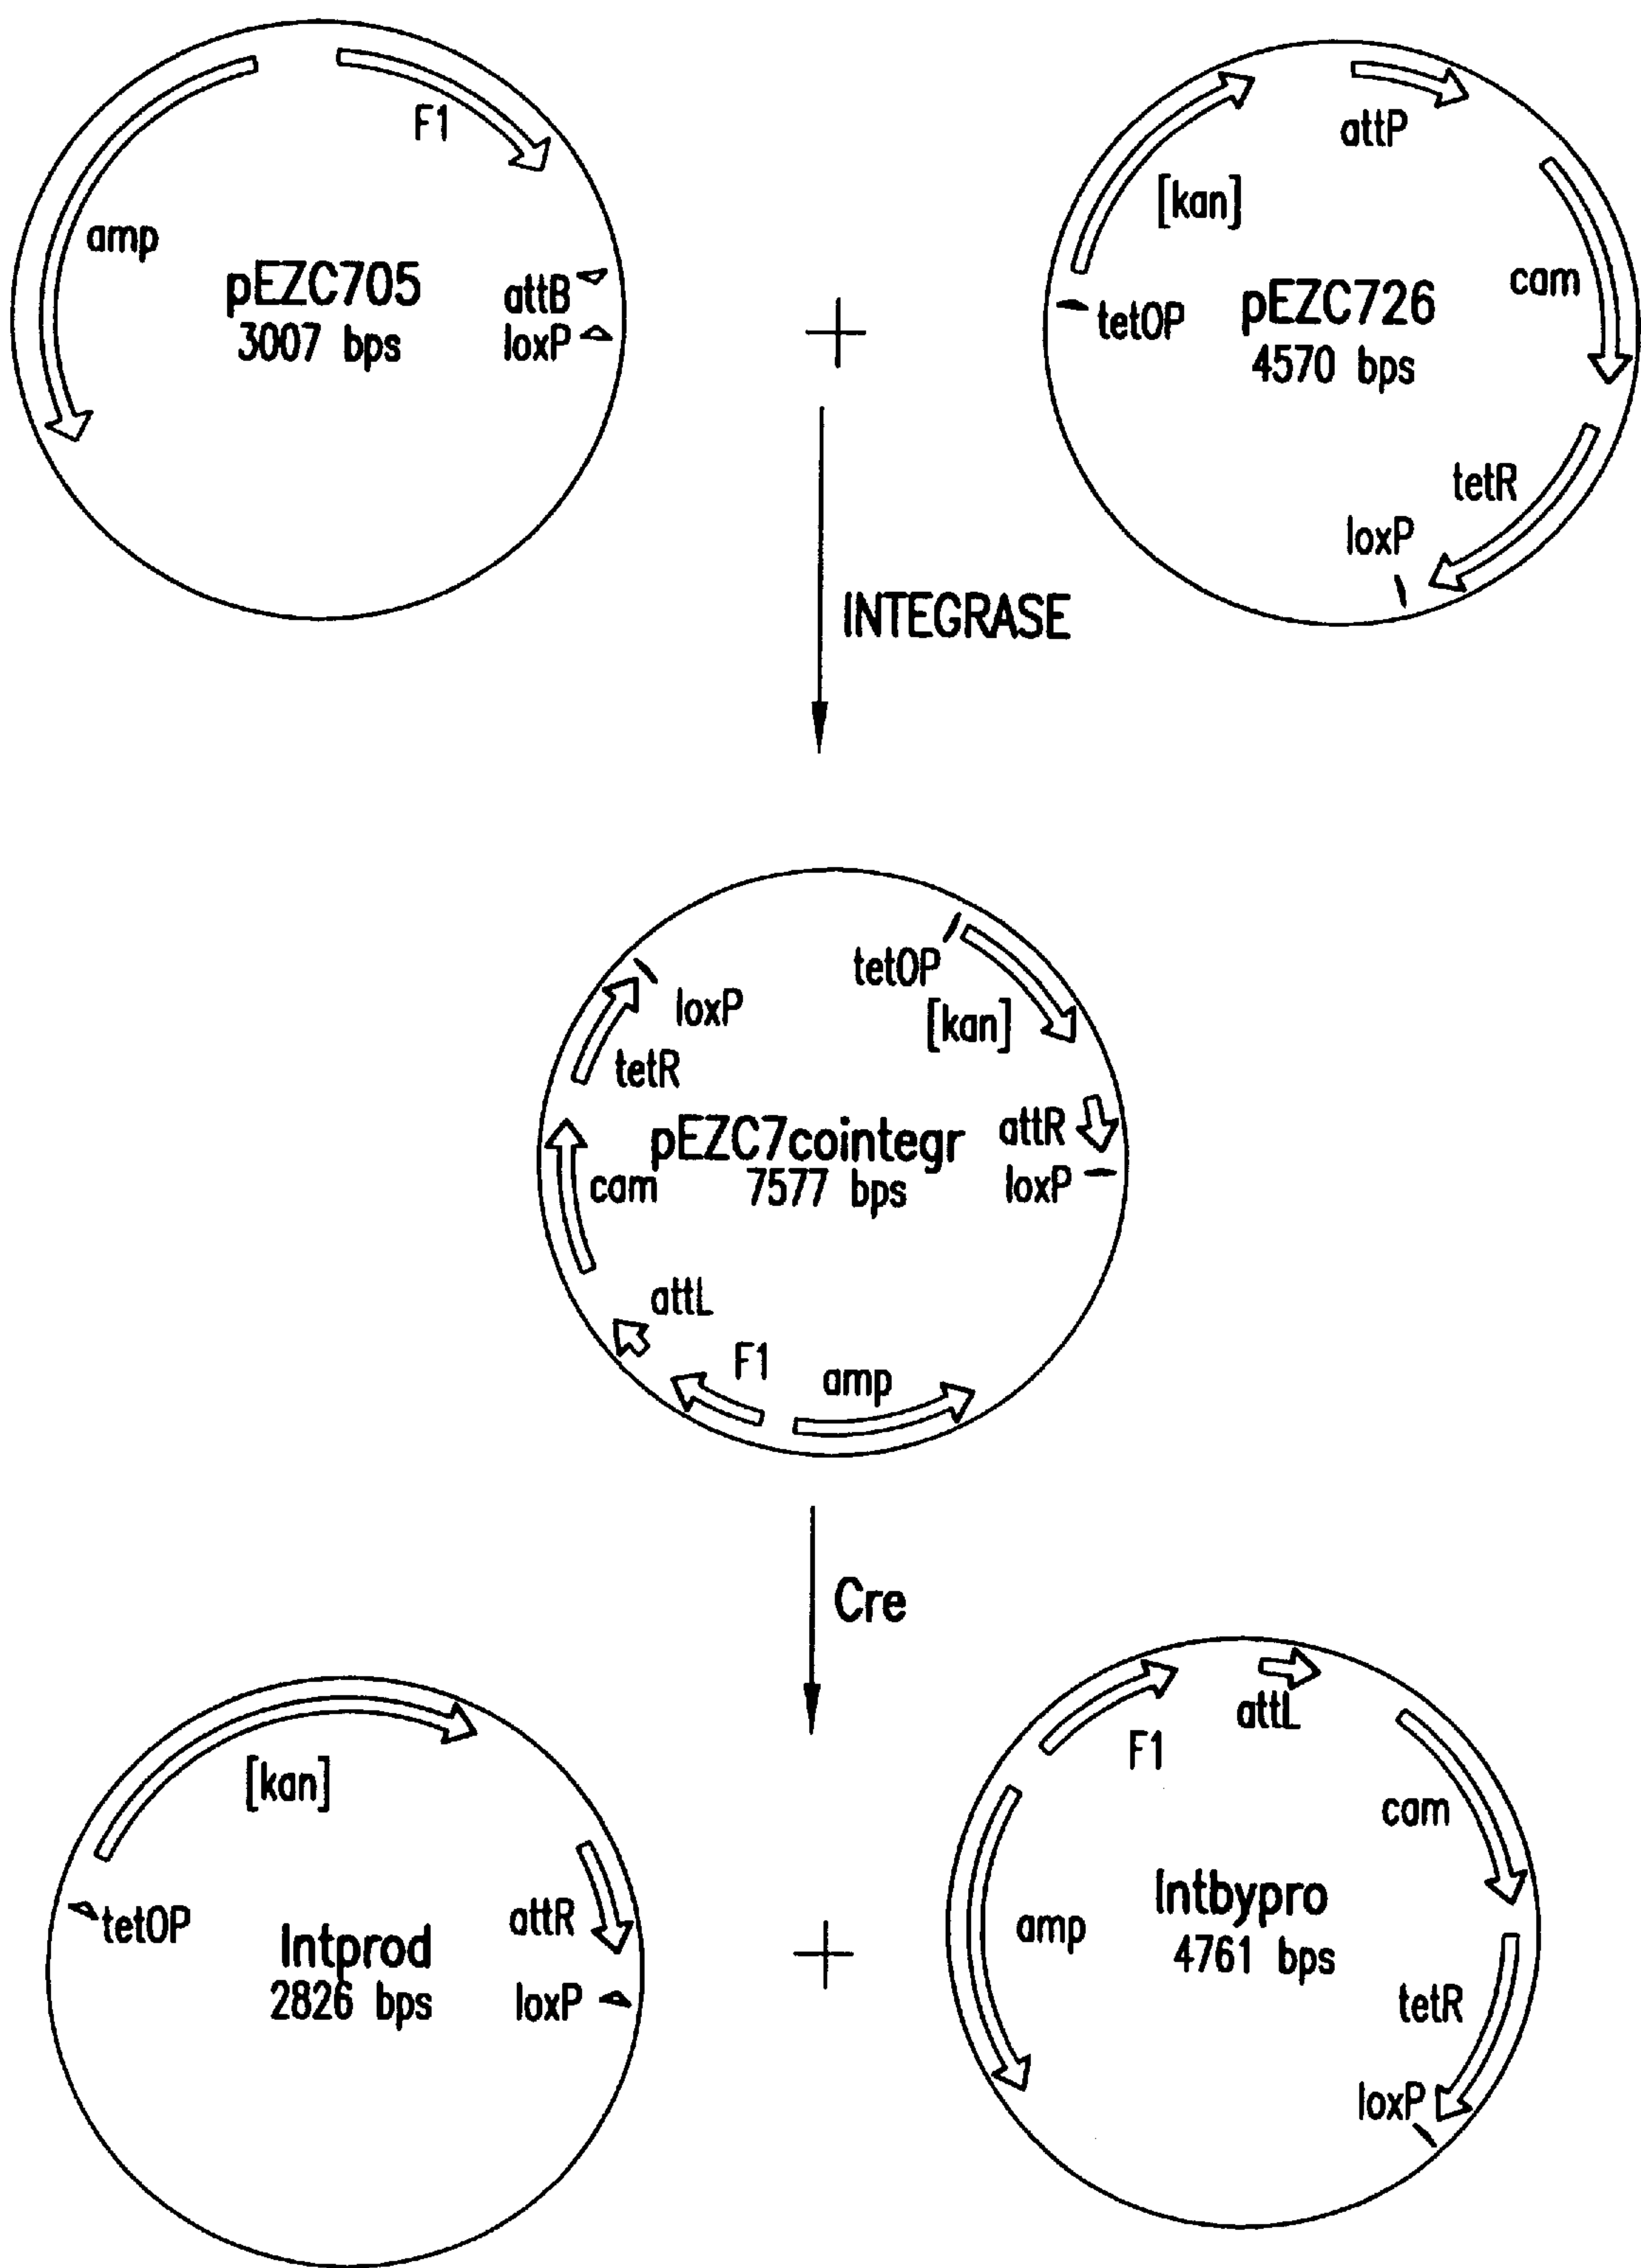 F1
amp
pEZC705
3007 bps
attB
loxP
+
attP
[kan]
cam
tetOP
pEZC726
4570 bps
tetR
loxP
INTEGRASE
tetOP
loxP
[kan]
tetR
attR
pEZC7cointegr
7577 bps
loxP
cam
attL
F1
amp
Cre
[kan]
tetOP
attR
Intprod
2826 bps
loxP
+
attL
F1
cam
amp
Intbypro
4761 bps
tetR
loxP